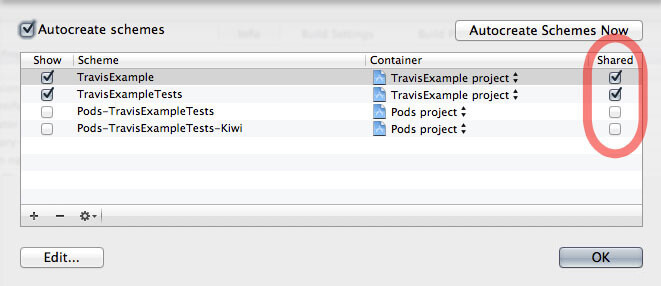 Autocreate schemes
Autocreate Schemes Now
Show Scheme Container Shared
TravisExample TravisExample project
TravisExampleTests TravisExample project
Pods-TravisExampleTests Pods project
Pods-TravisExampleTests-Kiwi Pods project
Edit...
OK